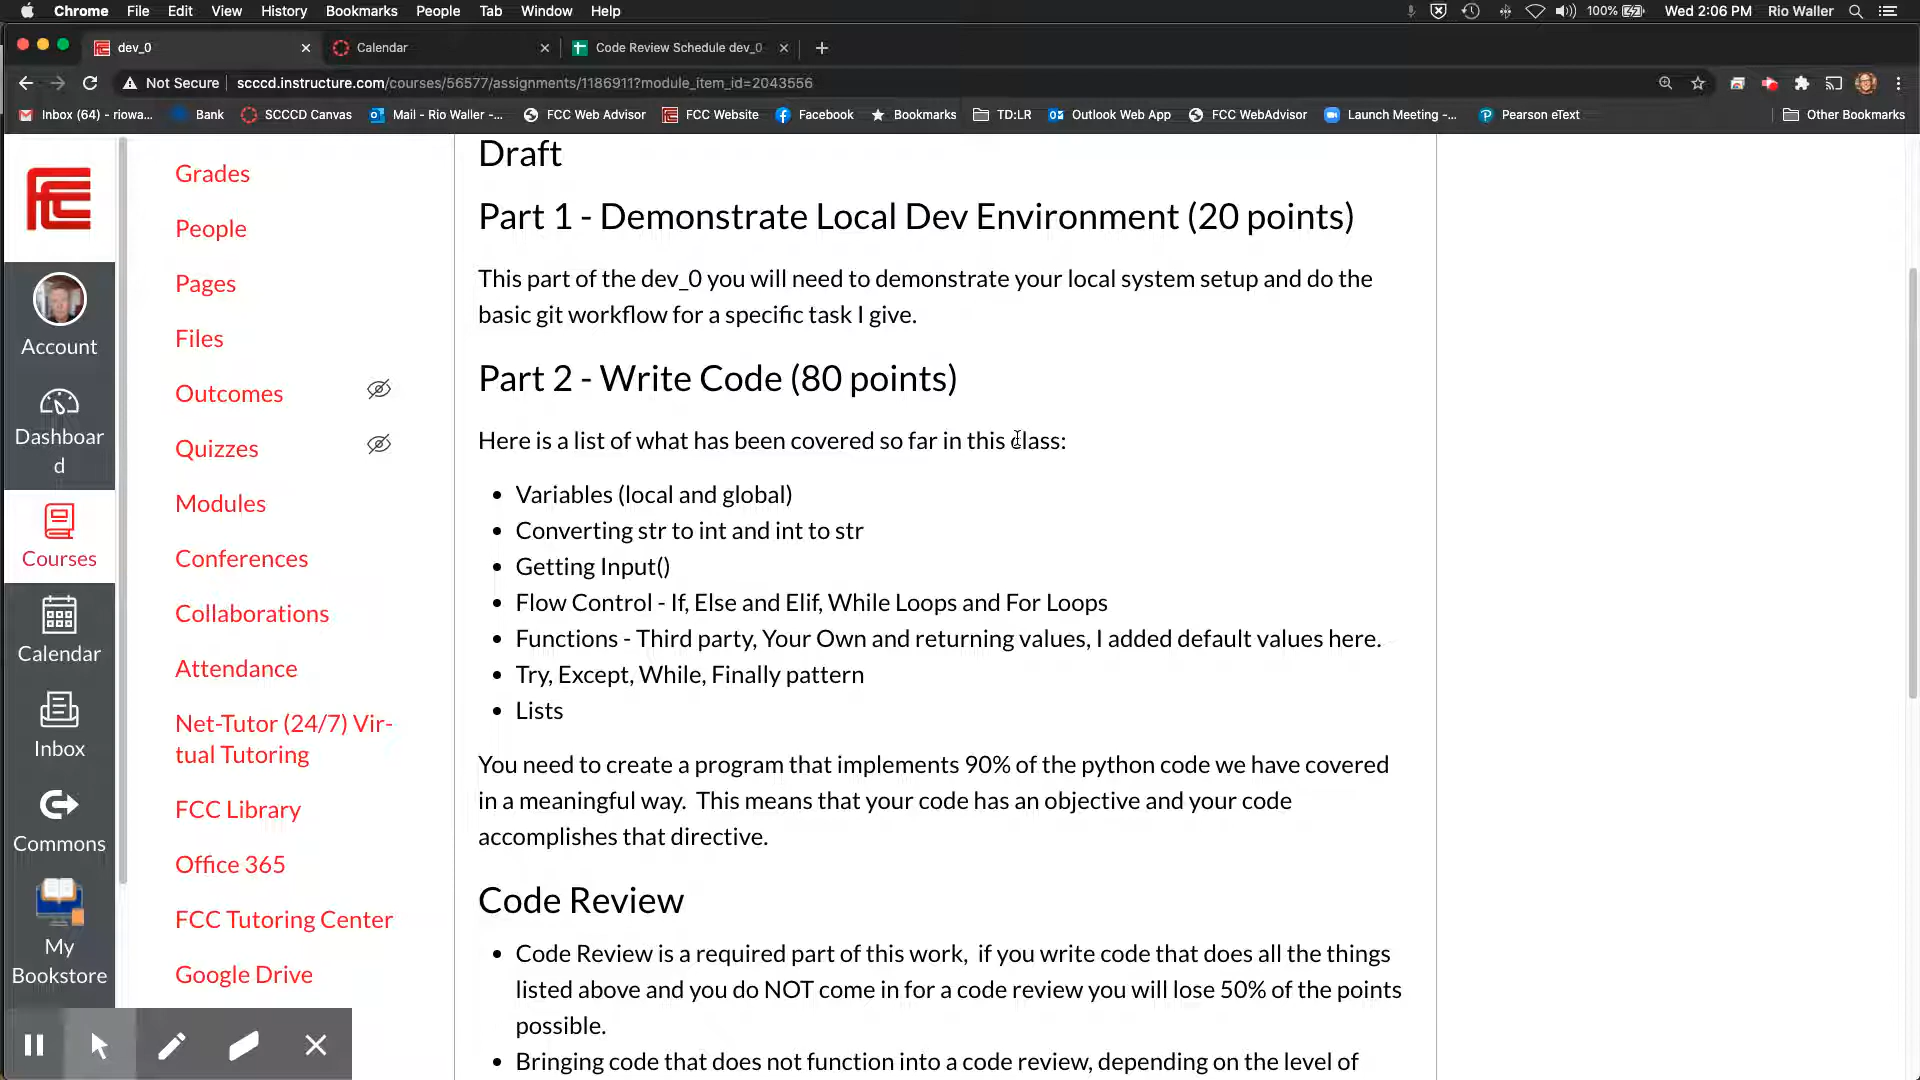 Chrome File Edit View History Bookmarks People Tab Window Help 100% Wed 2:06 PM Rio Waller
dev_0 Calendar Code Review Schedule dev_0
Not Secure scccd.instructure.com/courses/56577/assignments/1186911?module_item_id=2043556
Inbox (64) - riowa... Bank SCCCD Canvas Mail - Rio Waller -... FCC Web Advisor FCC Website Facebook Bookmarks TD:LR Outlook Web App FCC WebAdvisor Launch Meeting -... Pearson eText Other Bookmarks
FCC
Account
Dashboar
d
Courses
Calendar
Inbox
Commons
My
Bookstore
Grades
People
Pages
Files
Outcomes
Quizzes
Modules
Conferences
Collaborations
Attendance
Net-Tutor (24/7) Vir-
tual Tutoring
FCC Library
Office 365
FCC Tutoring Center
Google Drive
Draft
Part 1 - Demonstrate Local Dev Environment (20 points)
This part of the dev_0 you will need to demonstrate your local system setup and do the
basic git workflow for a specific task I give.
Part 2 - Write Code (80 points)
Here is a list of what has been covered so far in this class:
• Variables (local and global)
• Converting str to int and int to str
• Getting Input()
• Flow Control - If, Else and Elif, While Loops and For Loops
• Functions - Third party, Your Own and returning values, I added default values here.
• Try, Except, While, Finally pattern
• Lists
You need to create a program that implements 90% of the python code we have covered
in a meaningful way. This means that your code has an objective and your code
accomplishes that directive.
Code Review
• Code Review is a required part of this work, if you write code that does all the things
listed above and you do NOT come in for a code review you will lose 50% of the points
possible.
• Bringing code that does not function into a code review, depending on the level of